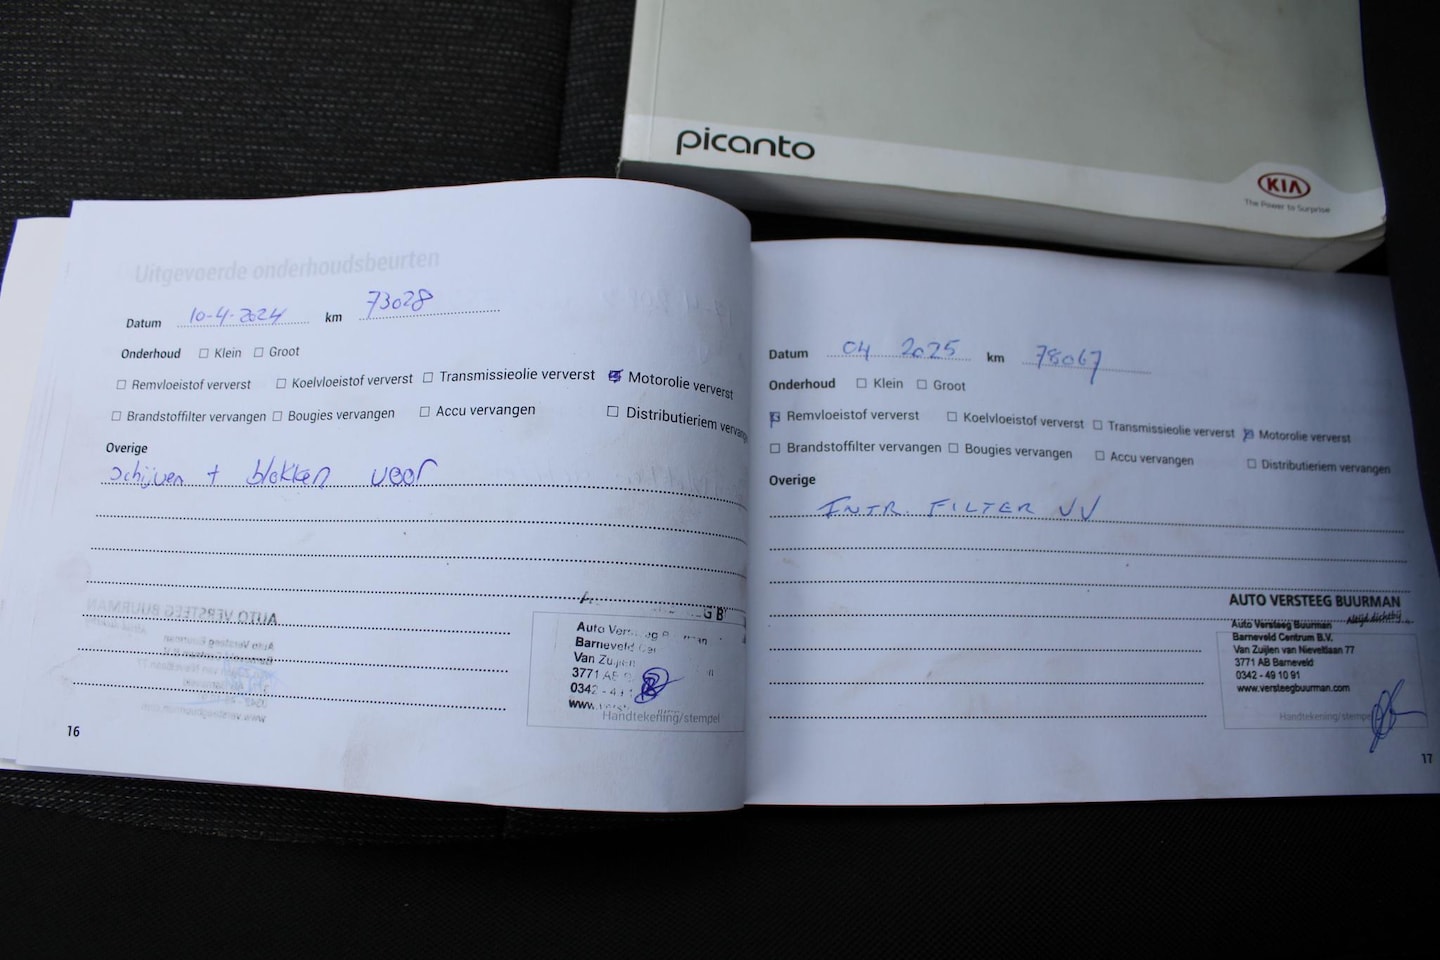 picanto
KIA
The Power to Surprise
Uitgevoerde onderhoudsbeurten
Datum 10-4-2024 km 73028
Onderhoud Klein Groot
Remvloeistof ververst Koelvloeistof ververst Transmissieolie ververst Motorolie ververst
Brandstoffilter vervangen Bougies vervangen Accu vervangen Distributieriem vervangen
Overige
Schijven + blokken voor
Auto
Barneveld
Van Zuijlen
3771 AB
0342 - 49
www.
Handtekening/stempel
16
Datum 04 2025 km 78067
Onderhoud Klein Groot
Remvloeistof ververst Koelvloeistof ververst Transmissieolie ververst Motorolie ververst
Brandstoffilter vervangen Bougies vervangen Accu vervangen Distributieriem vervangen
Overige
INTR. FILTER VV
AUTO VERSTEEG BUURMAN
Altijd dichtbij
Auto Versteeg Buurman
Barneveld Centrum B.V.
Van Zuijlen van Nieveltlaan 77
3771 AB Barneveld
0342 - 49 10 91
www.versteegbuurman.com
Handtekening/stempel
17